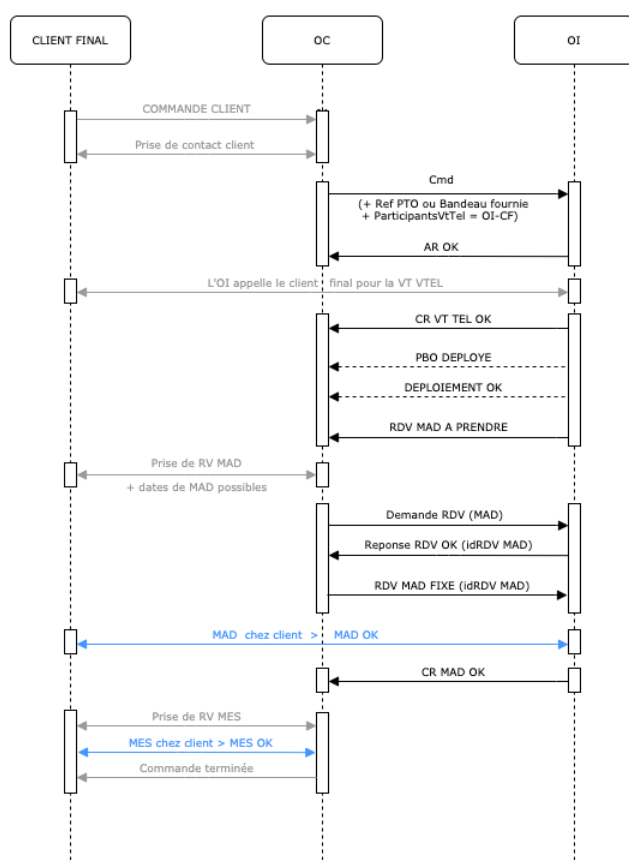 CLIENT FINAL
OC
OI
COMMANDE CLIENT
Prise de contact client
Cmd
(+ Ref PTO ou Bandeau fournie
+ ParticipantsVtTel = OI-CF)
AR OK
L'OI appelle le client final pour la VT VTEL
CR VT TEL OK
PBO DEPLOYE
DEPLOIEMENT OK
RDV MAD A PRENDRE
Prise de RV MAD
+ dates de MAD possibles
Demande RDV (MAD)
Reponse RDV OK (idRDV MAD)
RDV MAD FIXE (idRDV MAD)
MAD chez client > MAD OK
CR MAD OK
Prise de RV MES
MES chez client > MES OK
Commande terminée